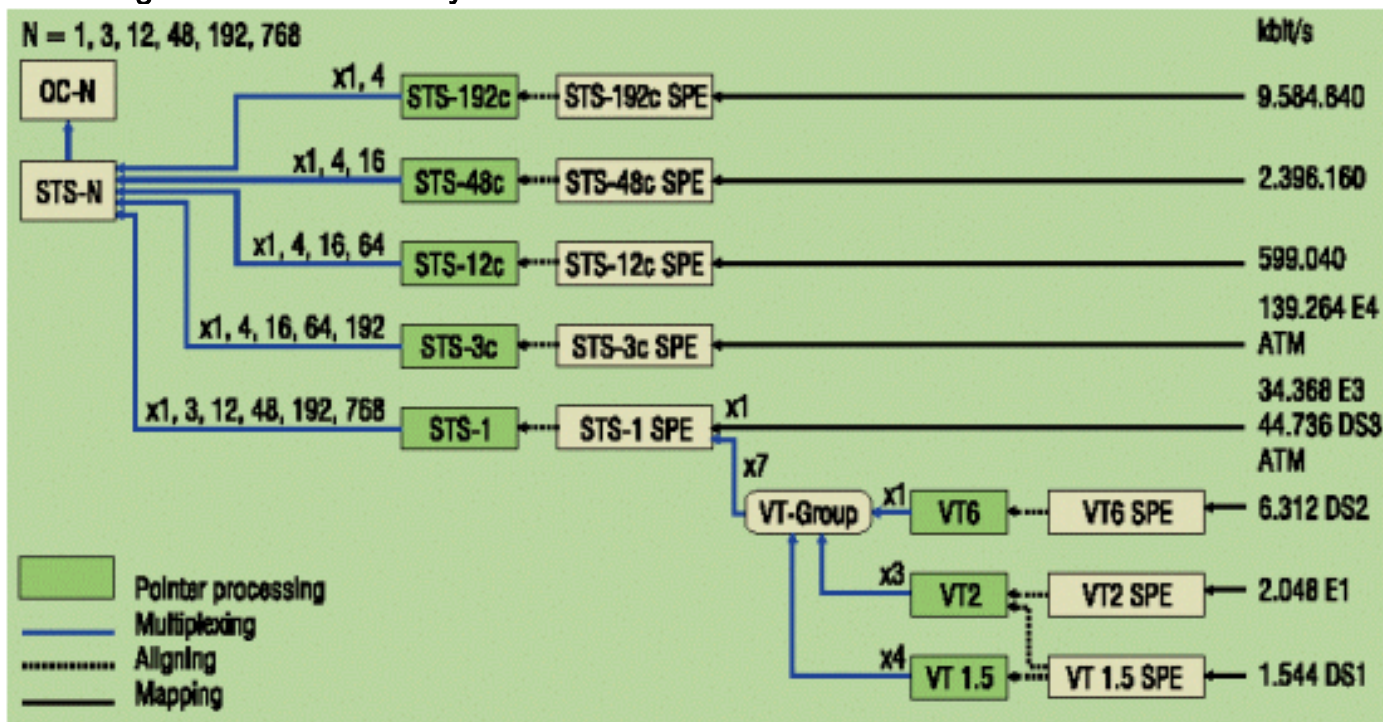 N = 1, 3, 12, 48, 192, 768
kbit/s
OC-N
x1, 4
STS-192c
STS-192c SPE
9.584.640
STS-N
x1, 4, 16
STS-48c
STS-48c SPE
2.396.160
x1, 4, 16, 64
STS-12c
STS-12c SPE
599.040
139.264 E4
x1, 4, 16, 64, 192
STS-3c
STS-3c SPE
ATM
34.368 E3
x1, 3, 12, 48, 192, 768
STS-1
STS-1 SPE
x1
44.736 DS3
ATM
x7
VT-Group
x1
VT6
VT6 SPE
6.312 DS2
x3
VT2
VT2 SPE
2.048 E1
x4
VT 1.5
VT 1.5 SPE
1.544 DS1
Pointer processing
Multiplexing
Aligning
Mapping